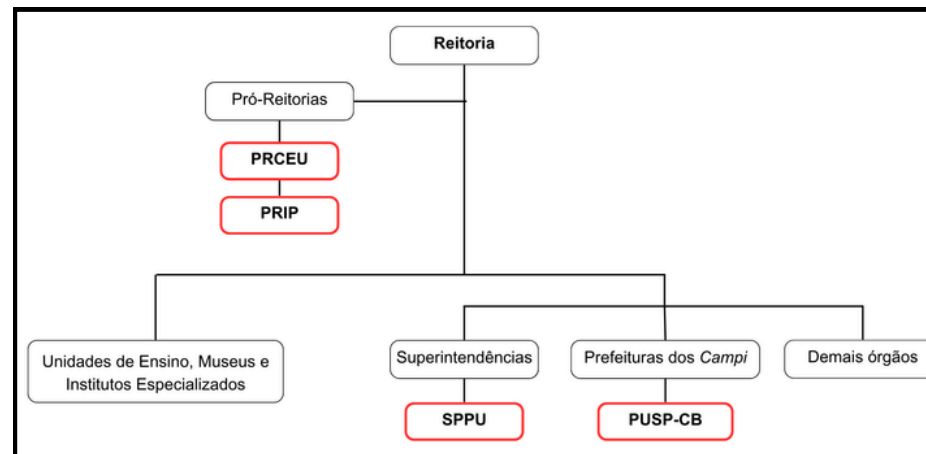 Reitoria
Pró-Reitorias
PRCEU
PRIP
Unidades de Ensino, Museus e
Institutos Especializados
Superintendências
Prefeituras dos Campi
Demais órgãos
SPPU
PUSP-CB